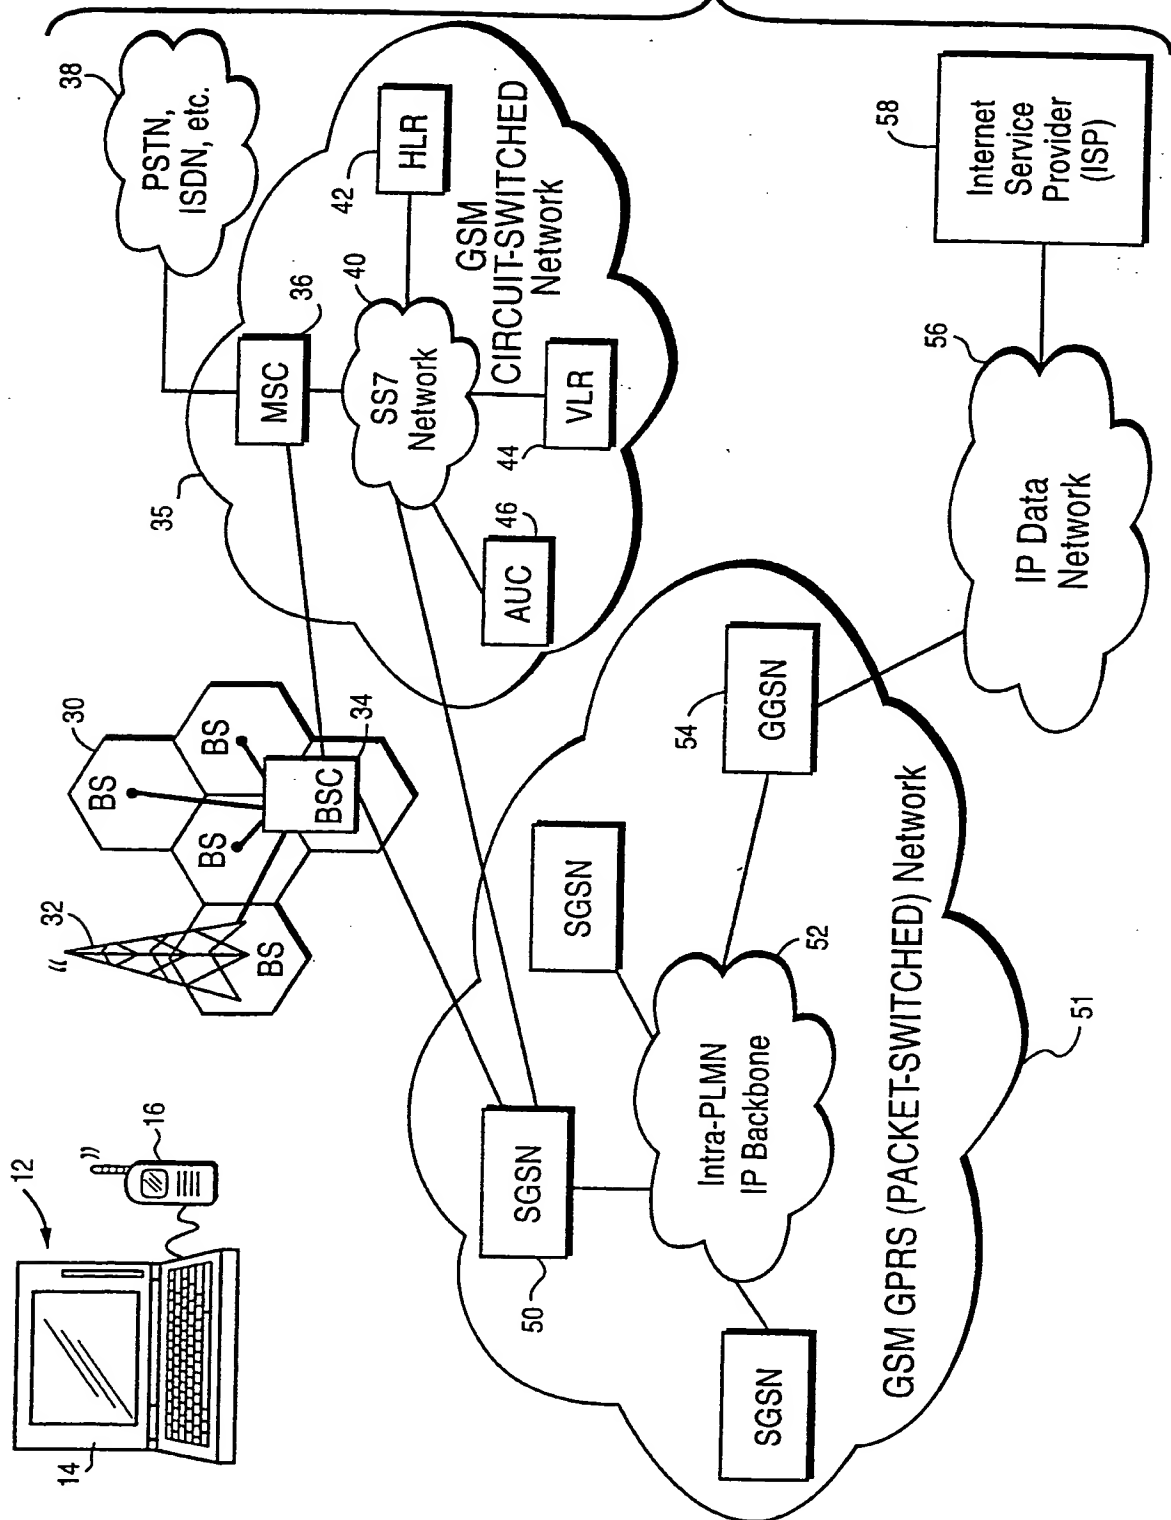 12
14
16
32
BS
BS
BS
BS
30
BSC
34
38
PSTN,
ISDN, etc.
35
MSC
36
SS7
Network
40
HLR
42
AUC
46
VLR
44
GSM
CIRCUIT-SWITCHED
Network
SGSN
50
SGSN
SGSN
Intra-PLMN
IP Backbone
52
GGSN
54
GSM GPRS (PACKET-SWITCHED) Network
51
IP Data
Network
56
Internet
Service
Provider
(ISP)
58